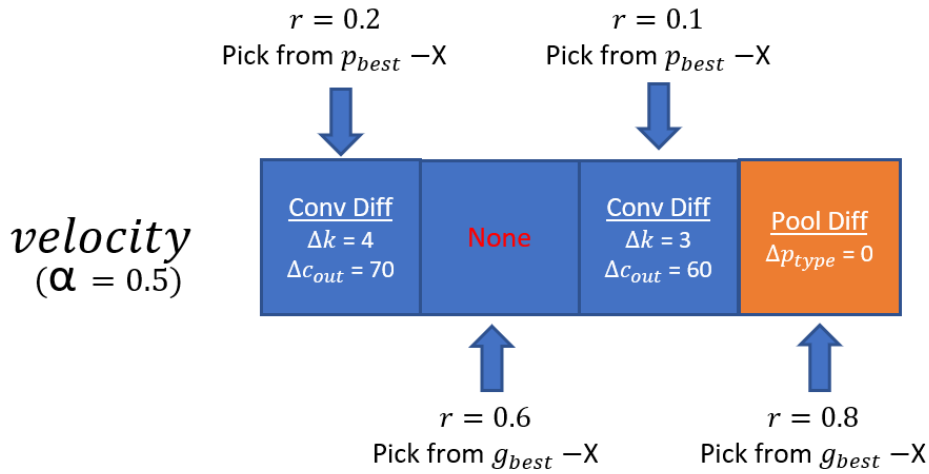 r = 0.2
Pick from p_best −X
r = 0.1
Pick from p_best −X
velocity
(α = 0.5)
Conv Diff
Δk = 4
Δc_out = 70
None
Conv Diff
Δk = 3
Δc_out = 60
Pool Diff
Δp_type = 0
r = 0.6
Pick from g_best −X
r = 0.8
Pick from g_best −X